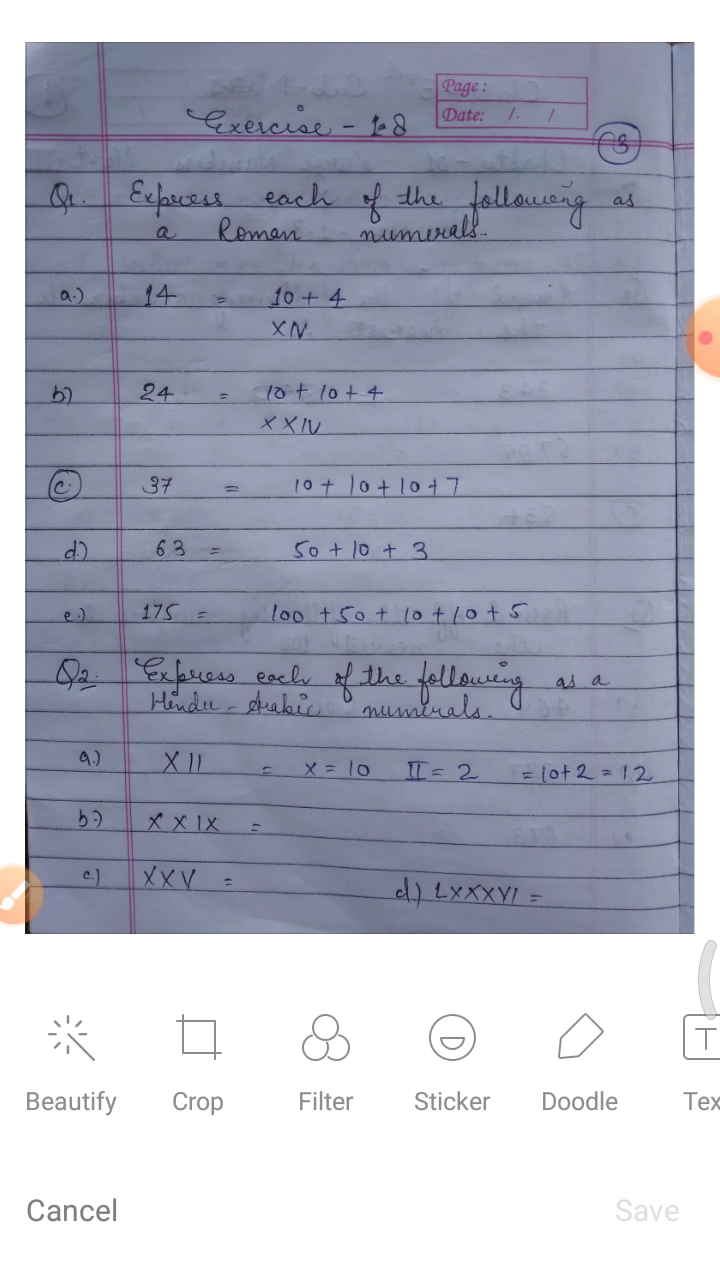 Page:
Date: / /
Exercise - 1.8
3
Q1. Express each of the following as
a Roman numerals.
a.) 14 = 10 + 4
XIV
b) 24 = 10 + 10 + 4
XXIV
c. 37 = 10 + 10 + 10 + 7
d.) 63 = 50 + 10 + 3
e.) 175 = 100 + 50 + 10 + 10 + 5
Q2. Express each of the following as a
Hindu - Arabic numerals.
a.) XII = X = 10 II = 2 = 10 + 2 = 12
b.) XXIX =
c.) XXV = d.) LXXXVI =
Beautify Crop Filter Sticker Doodle Tex
Cancel Save